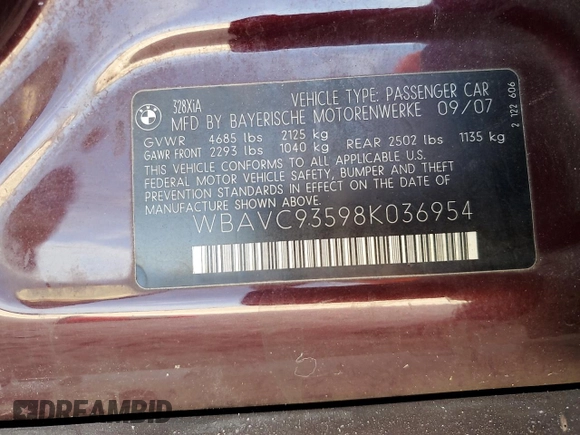 BMW
328XiA
VEHICLE TYPE: PASSENGER CAR
MFD BY BAYERISCHE MOTORENWERKE 09/07
GVWR 4685 lbs 2125 kg
GAWR FRONT 2293 lbs 1040 kg REAR 2502 lbs 1135 kg
THIS VEHICLE CONFORMS TO ALL APPLICABLE U.S.
FEDERAL MOTOR VEHICLE SAFETY, BUMPER AND THEFT
PREVENTION STANDARDS IN EFFECT ON THE DATE OF
MANUFACTURE SHOWN ABOVE.
WBAVC93598K036954
2 122 606
DREAMBID